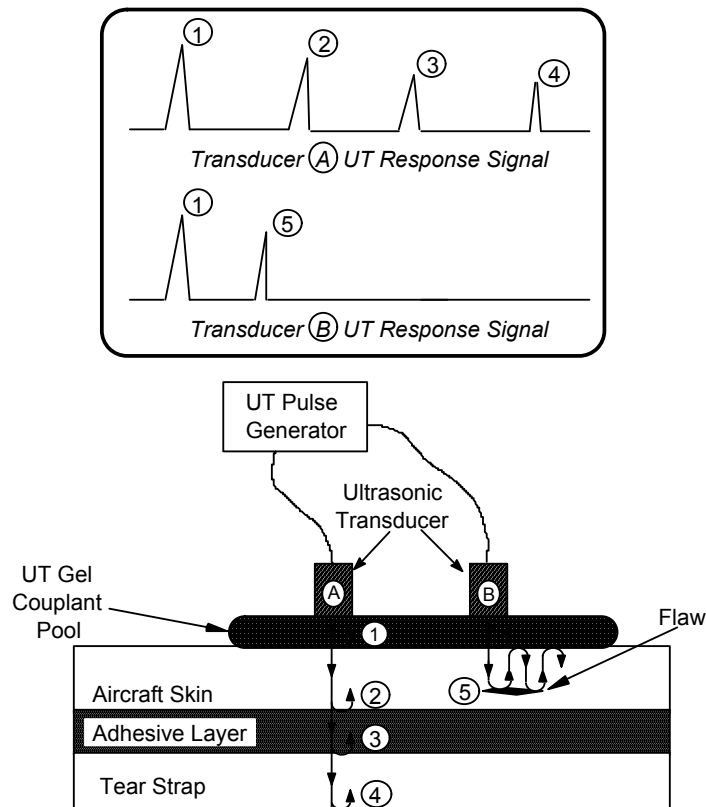 ① ② ③ ④
Transducer Ⓐ UT Response Signal
① ⑤
Transducer Ⓑ UT Response Signal
UT Pulse
Generator
Ultrasonic
Transducer
A
B
UT Gel
Couplant
Pool
①
Flaw
Aircraft Skin
②
⑤
Adhesive Layer
③
Tear Strap
④